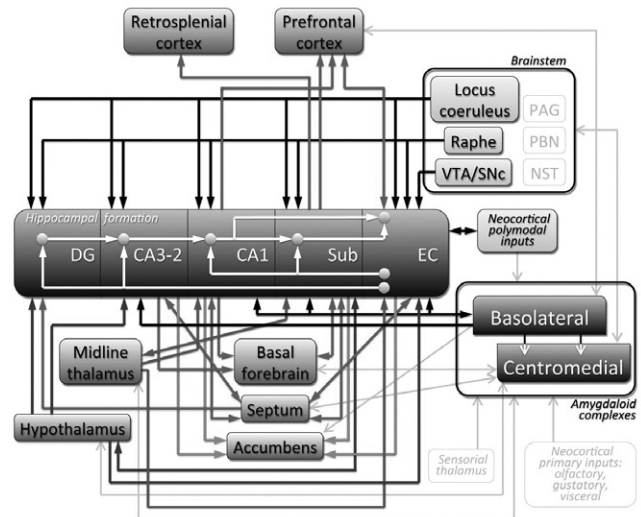 Retrosplenial
cortex
Prefrontal
cortex
Brainstem
Locus
coeruleus
PAG
Raphe
PBN
VTA/SNc
NST
Hippocampal formation
DG
CA3-2
CA1
Sub
EC
Neocortical
polymodal
inputs
Basolateral
Centromedial
Amygdaloid
complexes
Midline
thalamus
Basal
forebrain
Septum
Hypothalamus
Accumbens
Sensorial
thalamus
Neocortical
primary inputs:
olfactory,
gustatory,
visceral